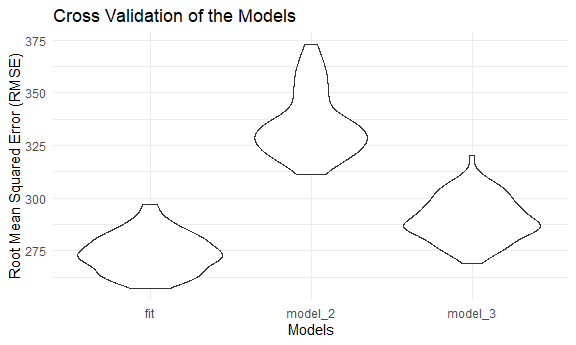 Cross Validation of the Models
Root Mean Squared Error (RMSE)
375
350
325
300
275
fit
model_2
model_3
Models